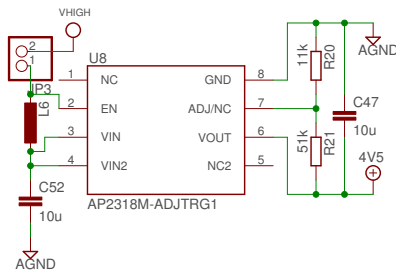 VHIGH
2
1
JP3
L6
U8
1 NC
GND 8
2 EN
ADJ/NC 7
3 VIN
VOUT 6
4 VIN2
NC2 5
AP2318M-ADJTRG1
C52
10u
AGND
11k
R20
51k
R21
C47
10u
AGND
4V5